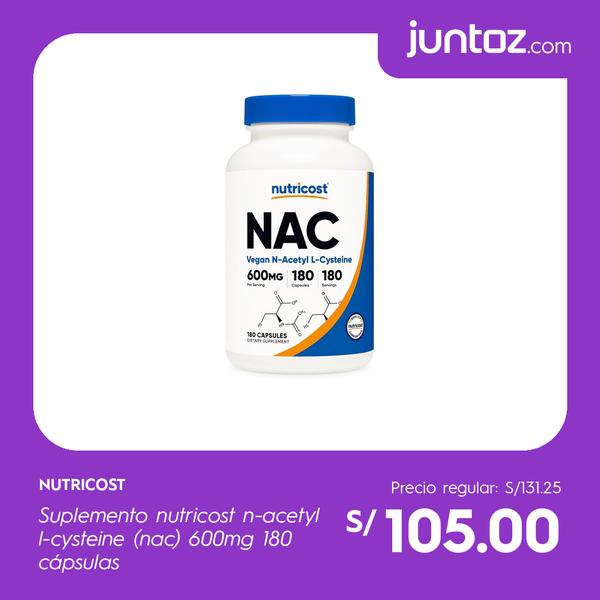 juntoz.com
nutricost
NAC
Vegan N-Acetyl L-Cysteine
600MG 180 180
Per Serving Capsules Servings
180 CAPSULES
DIETARY SUPPLEMENT
nutricost
NUTRICOST
Suplemento nutricost n-acetyl
l-cysteine (nac) 600mg 180
cápsulas
Precio regular: S/131.25
S/ 105.00